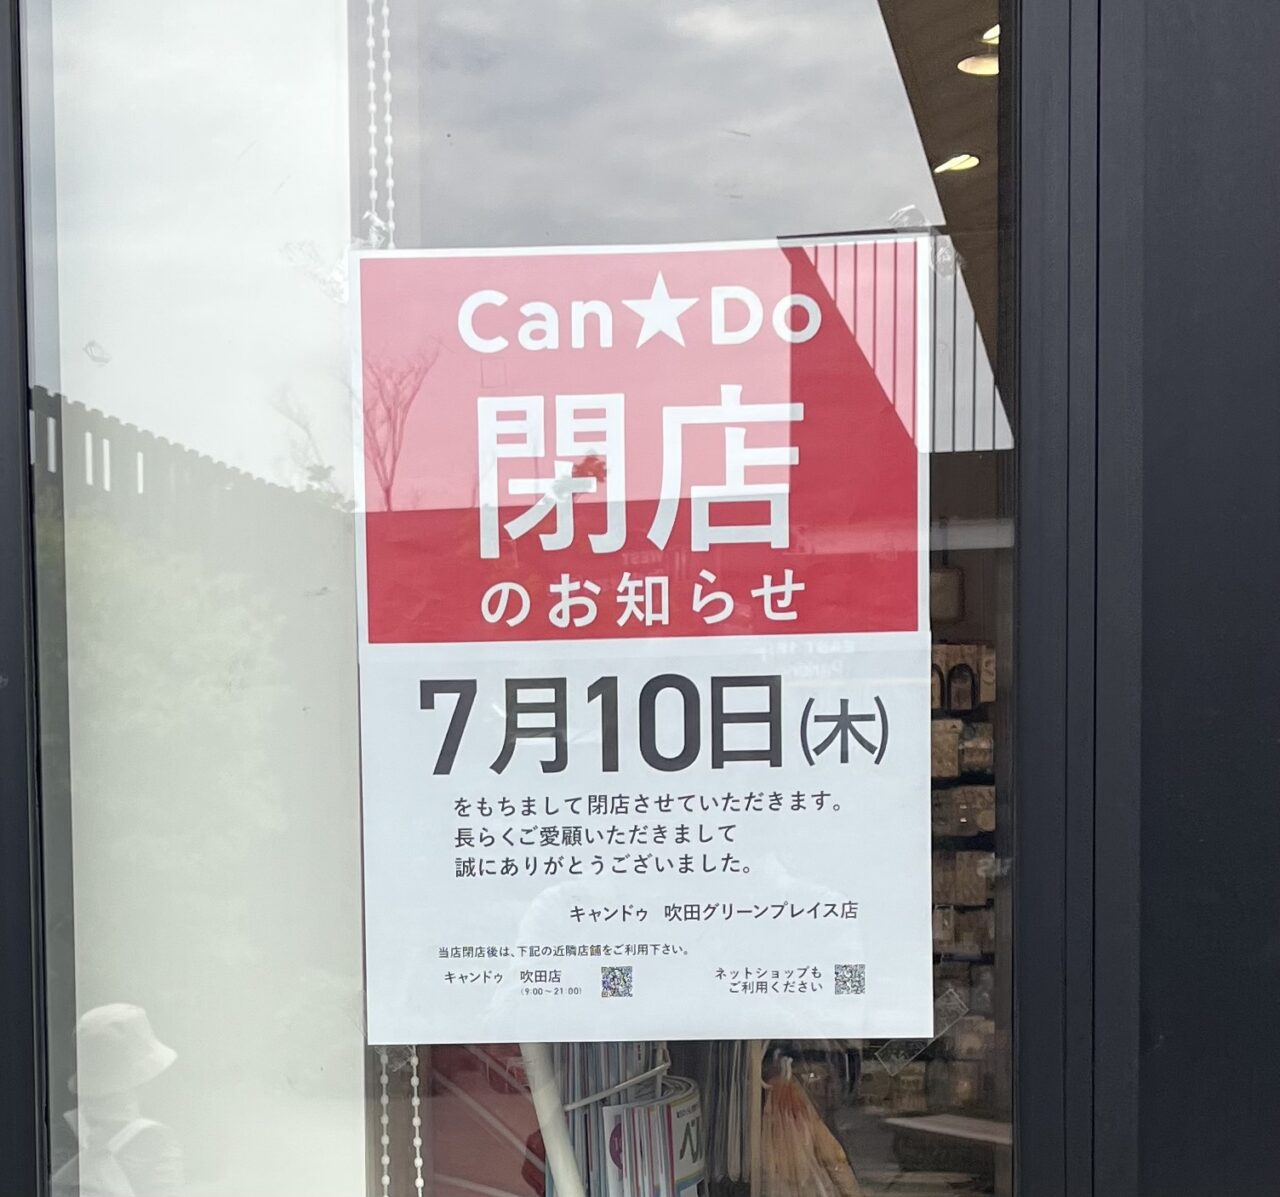 Can★Do
閉店
のお知らせ
7月10日(木)
をもちまして閉店させていただきます。
長らくご愛顧いただきまして
誠にありがとうございました。
キャンドゥ 吹田グリーンプレイス店
当店閉店後は、下記の近隣店舗をご利用下さい。
キャンドゥ 吹田店
(9:00~21:00)
ネットショップも
ご利用ください